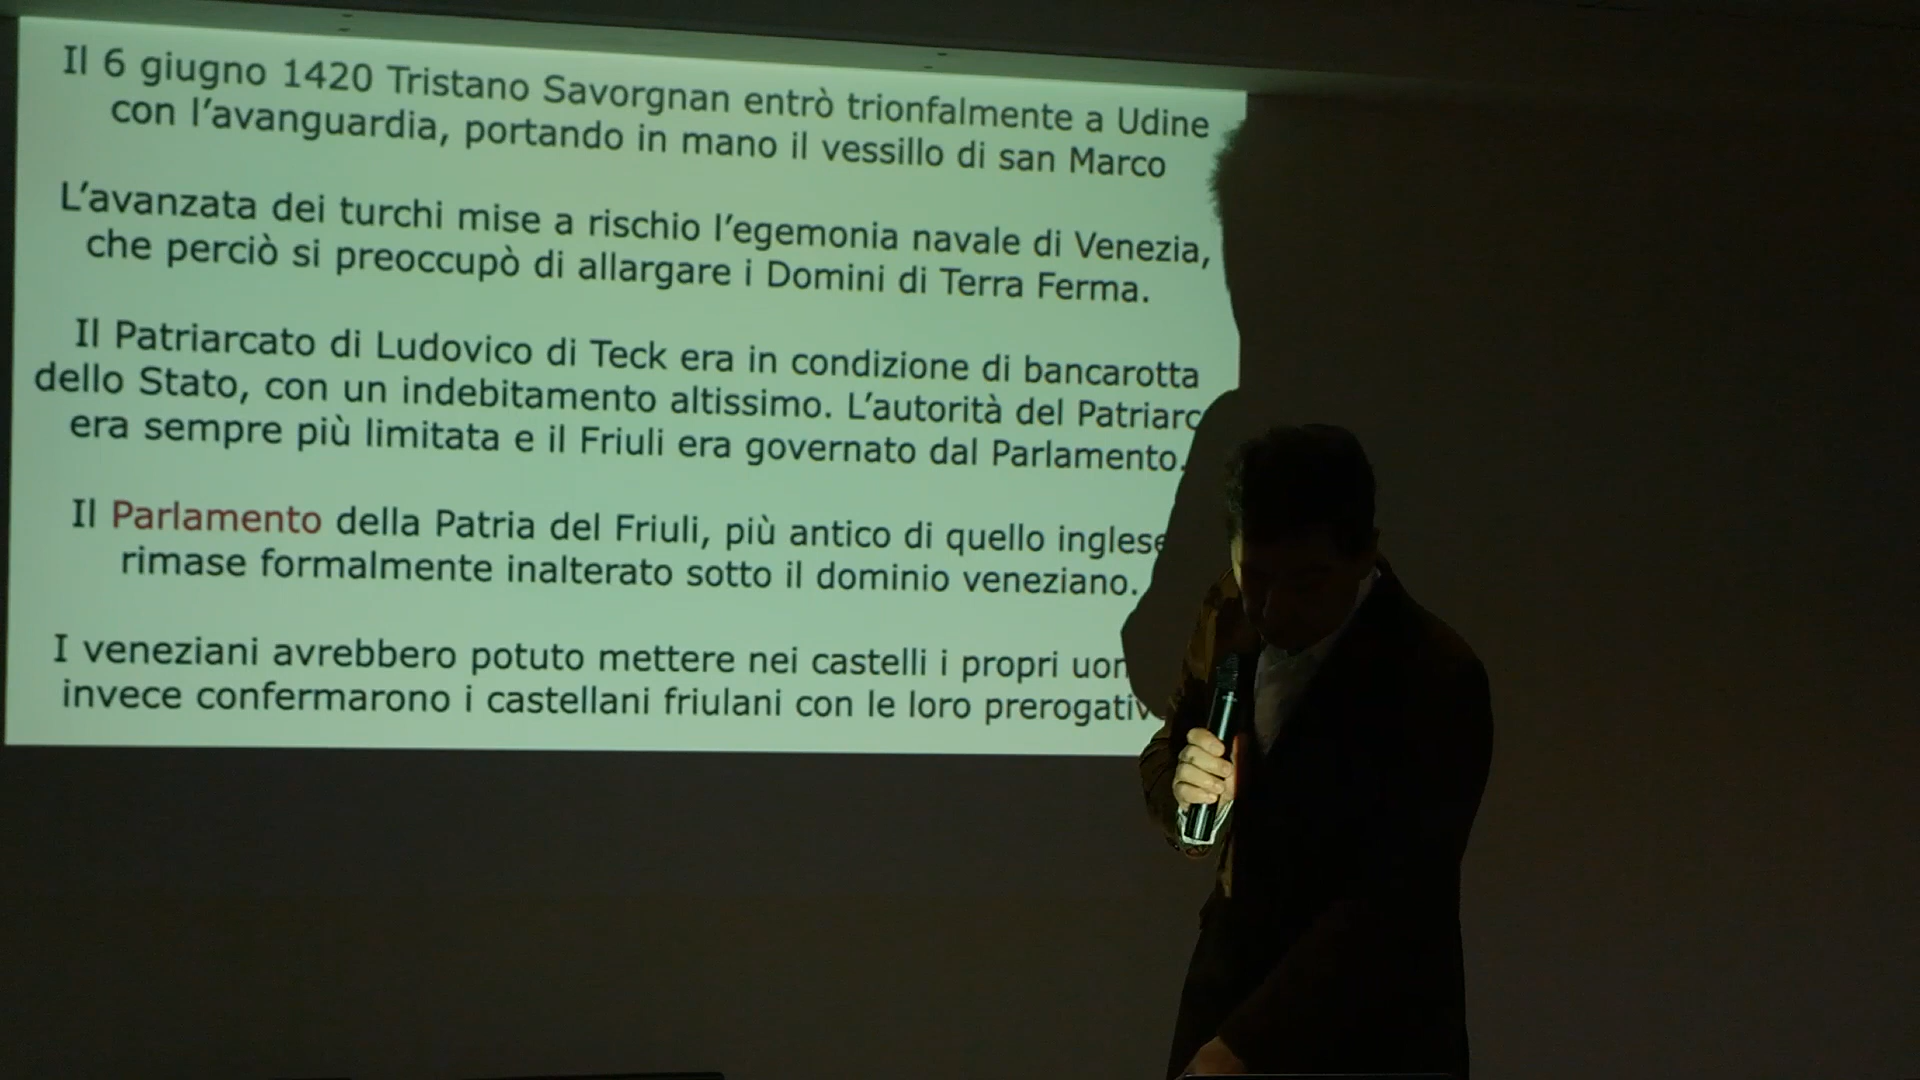 Il 6 giugno 1420 Tristano Savorgnan entrò trionfalmente a Udine
con l'avanguardia, portando in mano il vessillo di san Marco
L'avanzata dei turchi mise a rischio l'egemonia navale di Venezia,
che perciò si preoccupò di allargare i Domini di Terra Ferma.
Il Patriarcato di Ludovico di Teck era in condizione di bancarotta
dello Stato, con un indebitamento altissimo. L'autorità del Patriarc
era sempre più limitata e il Friuli era governato dal Parlamento.
Il Parlamento della Patria del Friuli, più antico di quello inglese
rimase formalmente inalterato sotto il dominio veneziano.
I veneziani avrebbero potuto mettere nei castelli i propri
invece confermarono i castellani friulani con le loro prerogativ